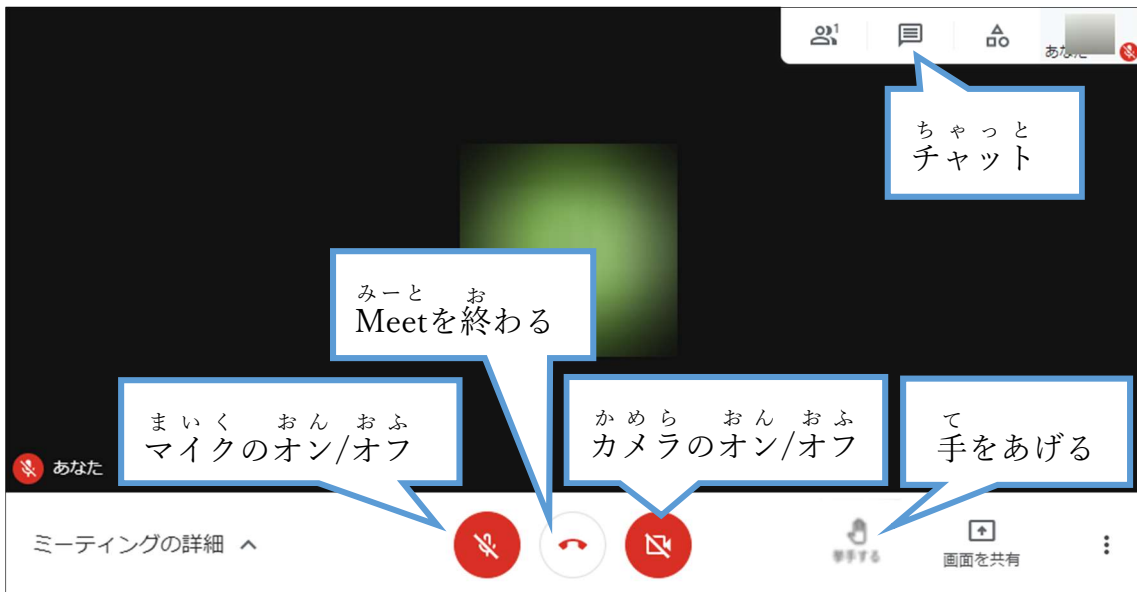 1
あなた
ちゃっと
チャット
みーと お
Meetを終わる
まいく おん おふ
マイクのオン/オフ
かめら おん おふ
カメラのオン/オフ
て
手をあげる
あなた
ミーティングの詳細
挙手する
画面を共有